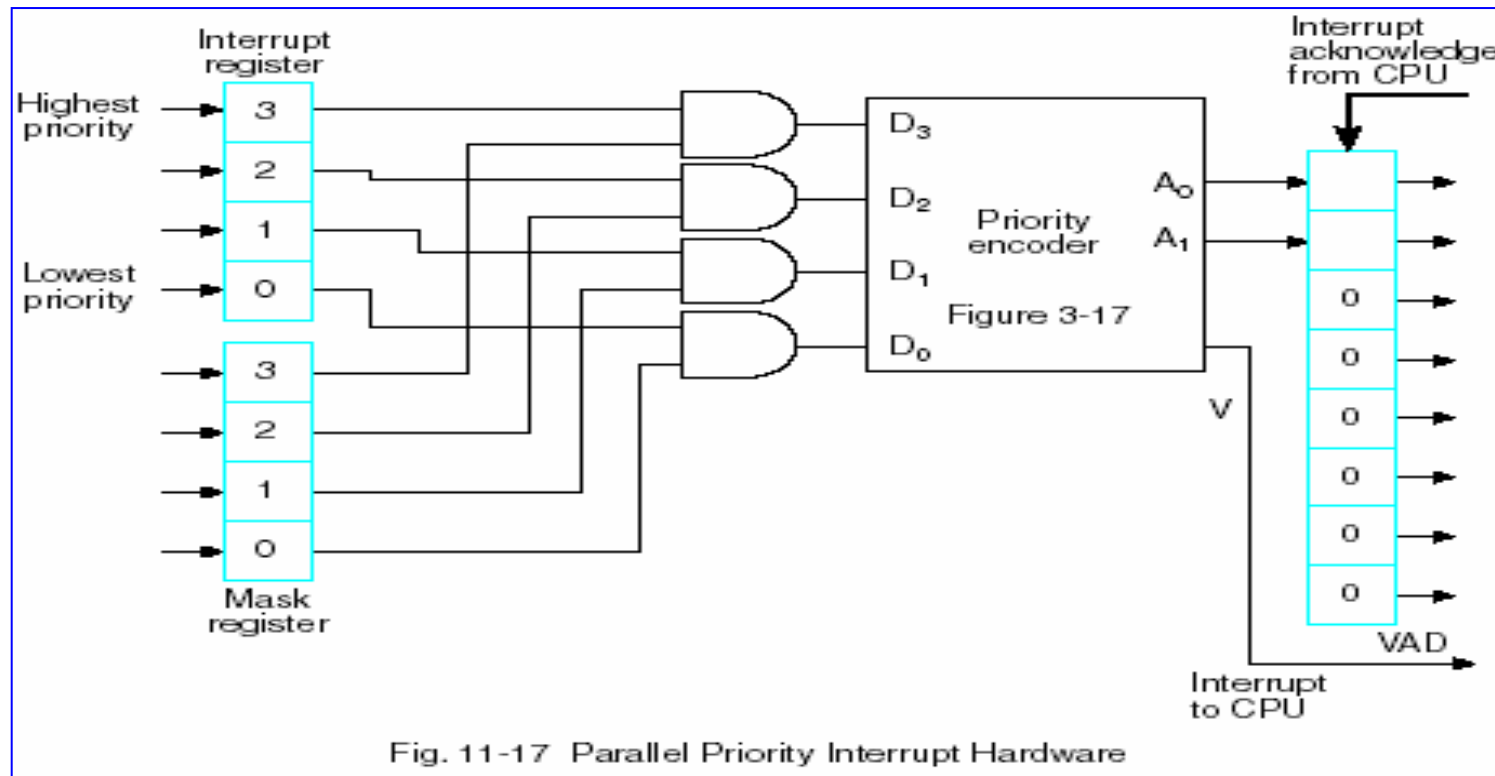 Interrupt
register
Highest
priority
Lowest
priority
3
2
1
0
3
2
1
0
Mask
register
D3
D2
D1
D0
Priority
encoder
Figure 3-17
A0
A1
V
Interrupt
acknowledge
from CPU
0
0
0
0
0
0
VAD
Interrupt
to CPU
Fig. 11-17 Parallel Priority Interrupt Hardware